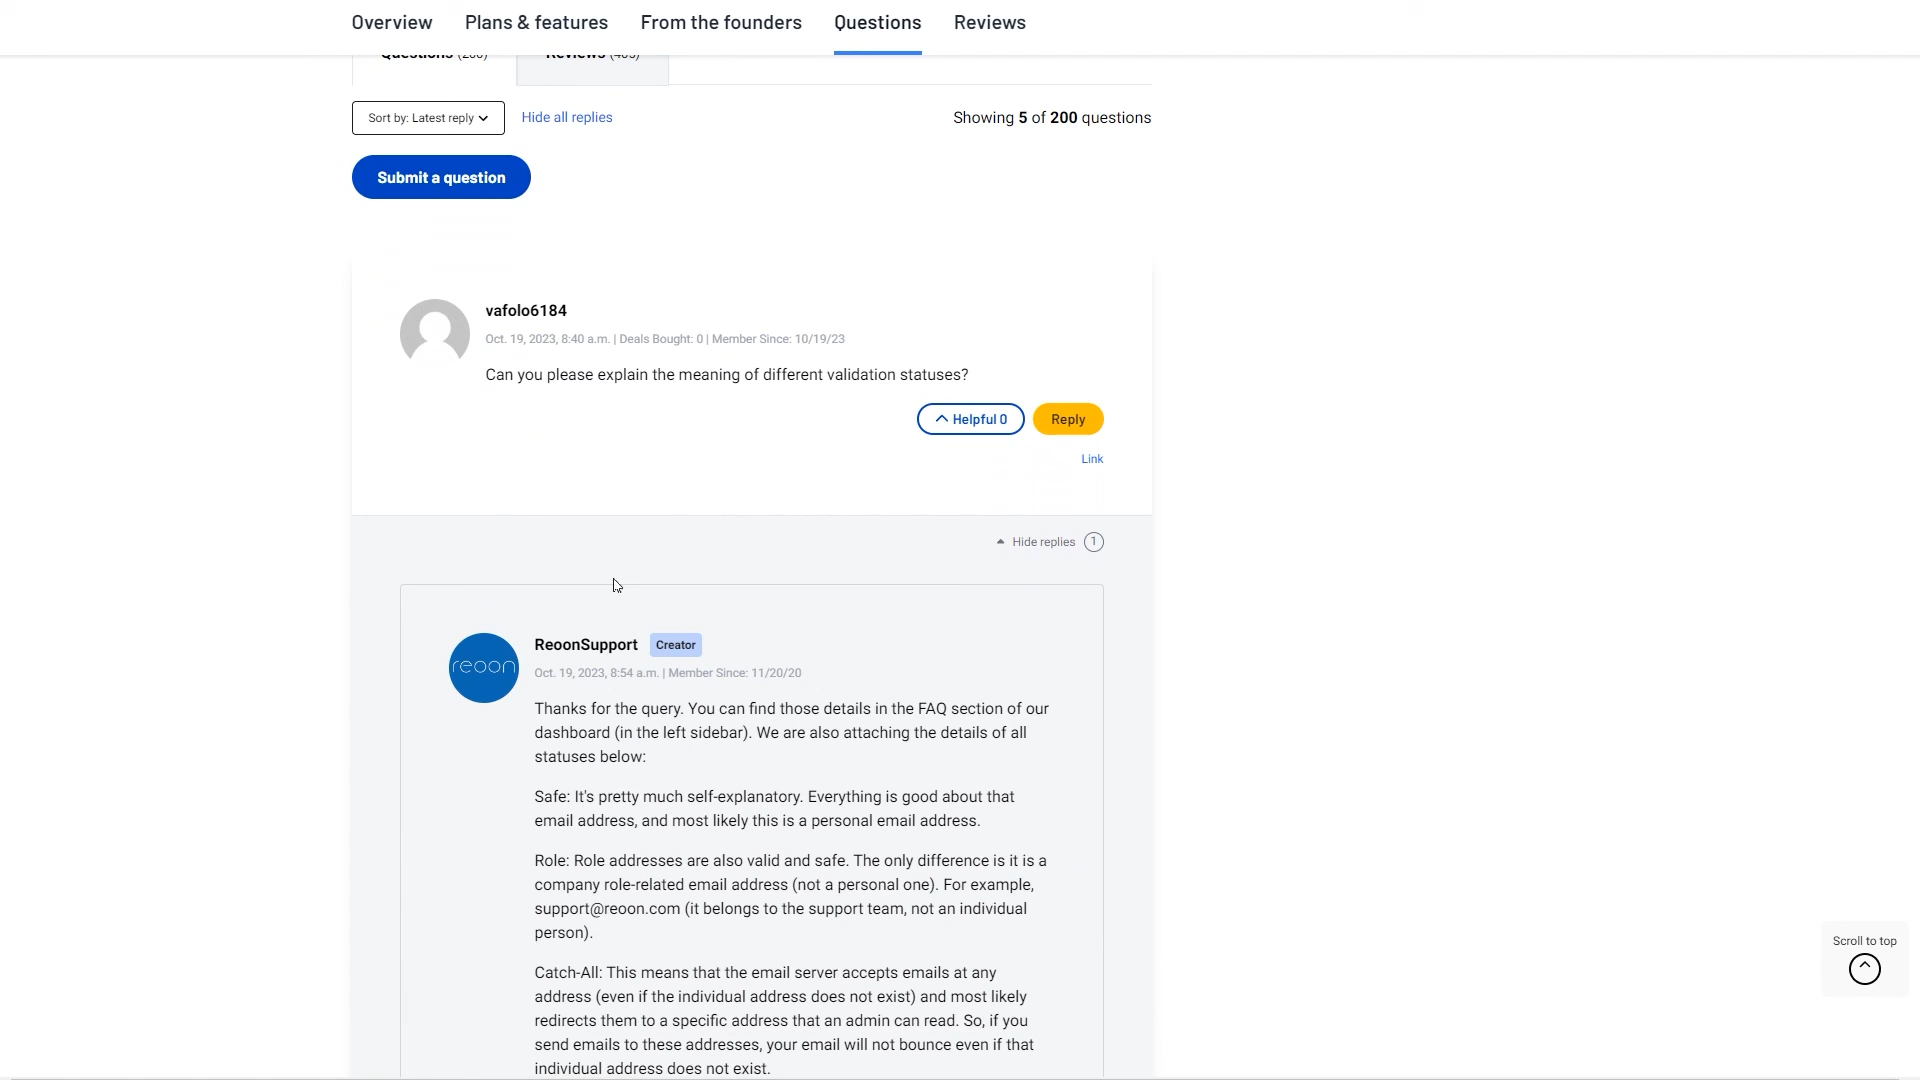 Overview Plans & features From the founders Questions Reviews
Questions (200) Reviews
Sort by: Latest reply Hide all replies Showing 5 of 200 questions
Submit a question
vafolo6184
Oct. 19, 2023, 8:40 a.m. | Deals Bought: 0 | Member Since: 10/19/23
Can you please explain the meaning of different validation statuses?
Helpful 0 Reply
Link
Hide replies 1
reoon
ReoonSupport Creator
Oct. 19, 2023, 8:54 a.m. | Member Since: 11/20/20
Thanks for the query. You can find those details in the FAQ section of our
dashboard (in the left sidebar). We are also attaching the details of all
statuses below:
Safe: It's pretty much self-explanatory. Everything is good about that
email address, and most likely this is a personal email address.
Role: Role addresses are also valid and safe. The only difference is it is a
company role-related email address (not a personal one). For example,
support@reoon.com (it belongs to the support team, not an individual
person).
Catch-All: This means that the email server accepts emails at any
address (even if the individual address does not exist) and most likely
redirects them to a specific address that an admin can read. So, if you
send emails to these addresses, your email will not bounce even if that
individual address does not exist.
Scroll to top